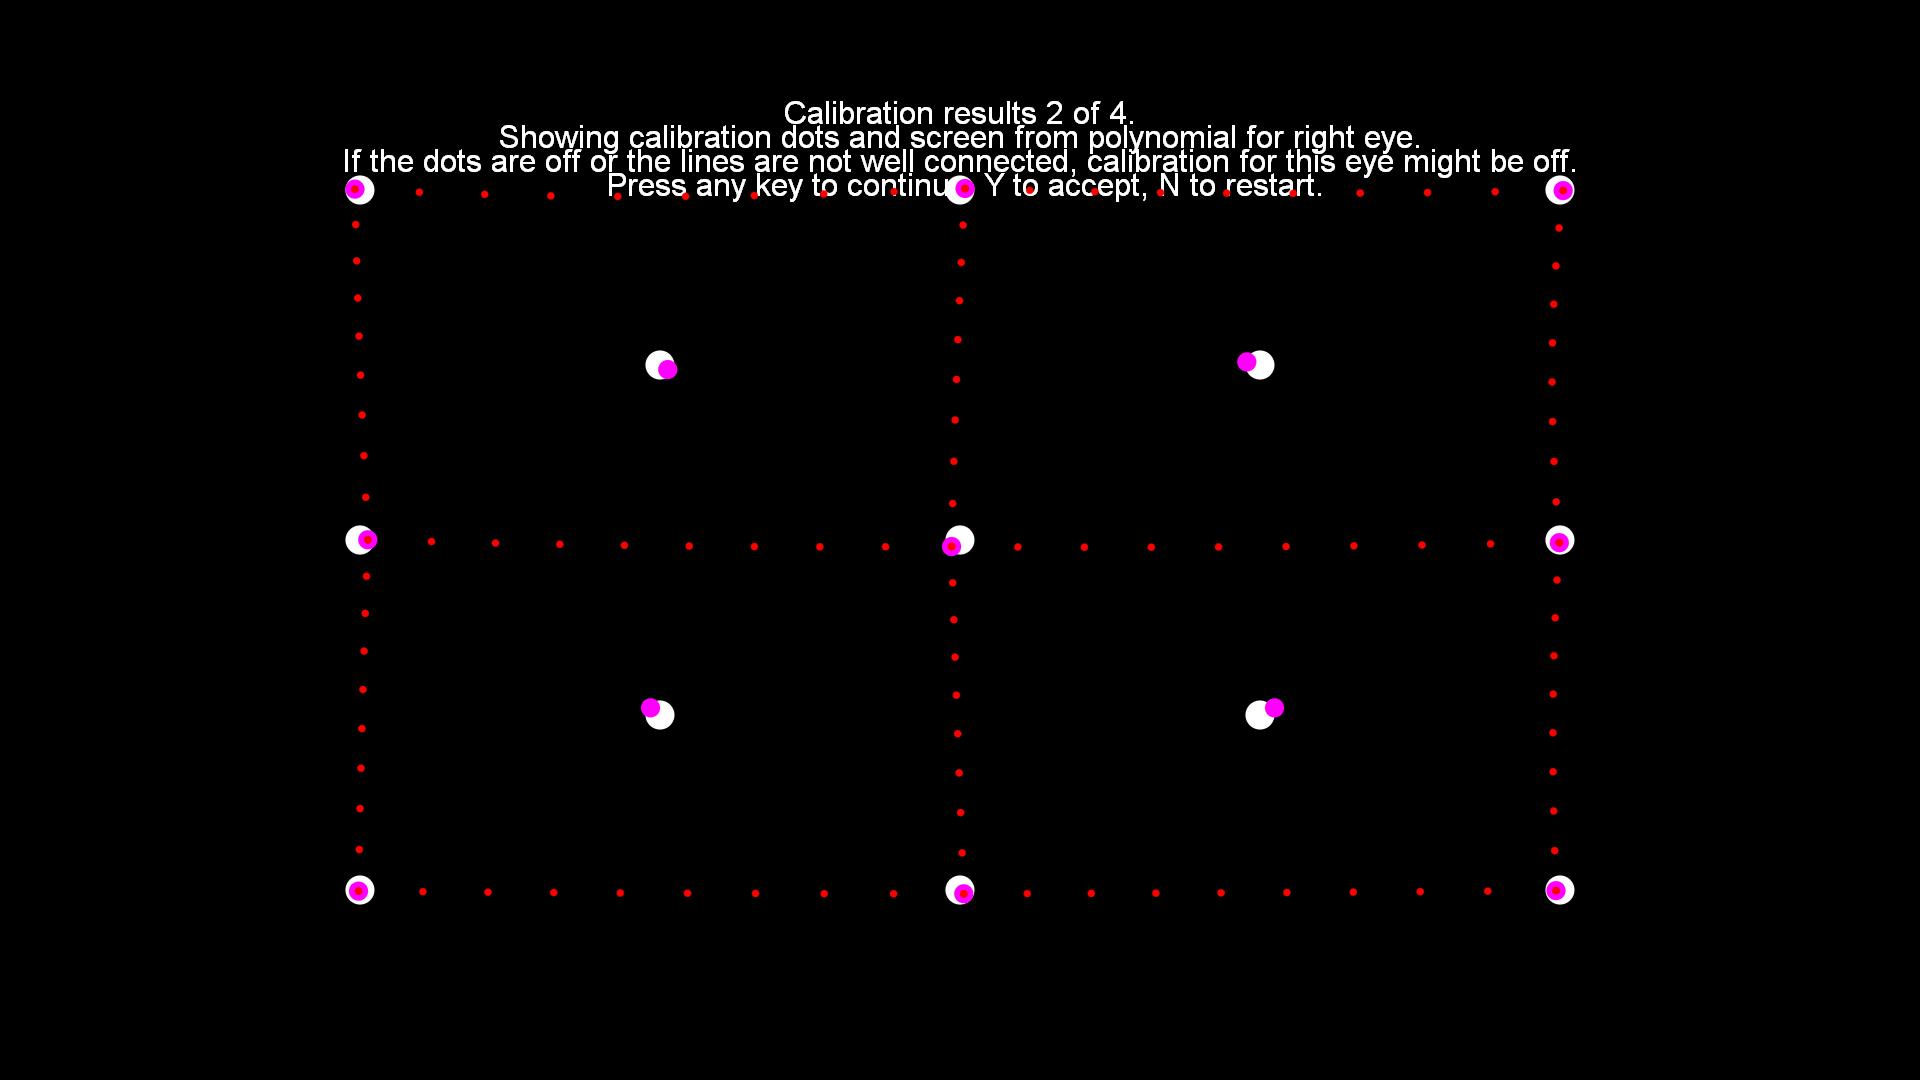 Calibration results 2 of 4.
Showing calibration dots and screen from polynomial for right eye.
If the dots are off or the lines are not well connected, calibration for this eye might be off.
Press any key to continue, Y to accept, N to restart.